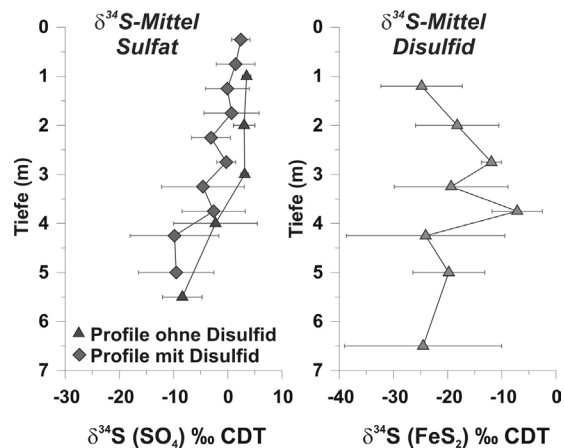 δ³⁴S-Mittel
Sulfat
Tiefe (m)
0
1
2
3
4
5
6
7
▲ Profile ohne Disulfid
◆ Profile mit Disulfid
-30 -20 -10 0 10
δ³⁴S (SO₄) ‰ CDT
δ³⁴S-Mittel
Disulfid
Tiefe (m)
0
1
2
3
4
5
6
7
-40 -30 -20 -10 0
δ³⁴S (FeS₂) ‰ CDT